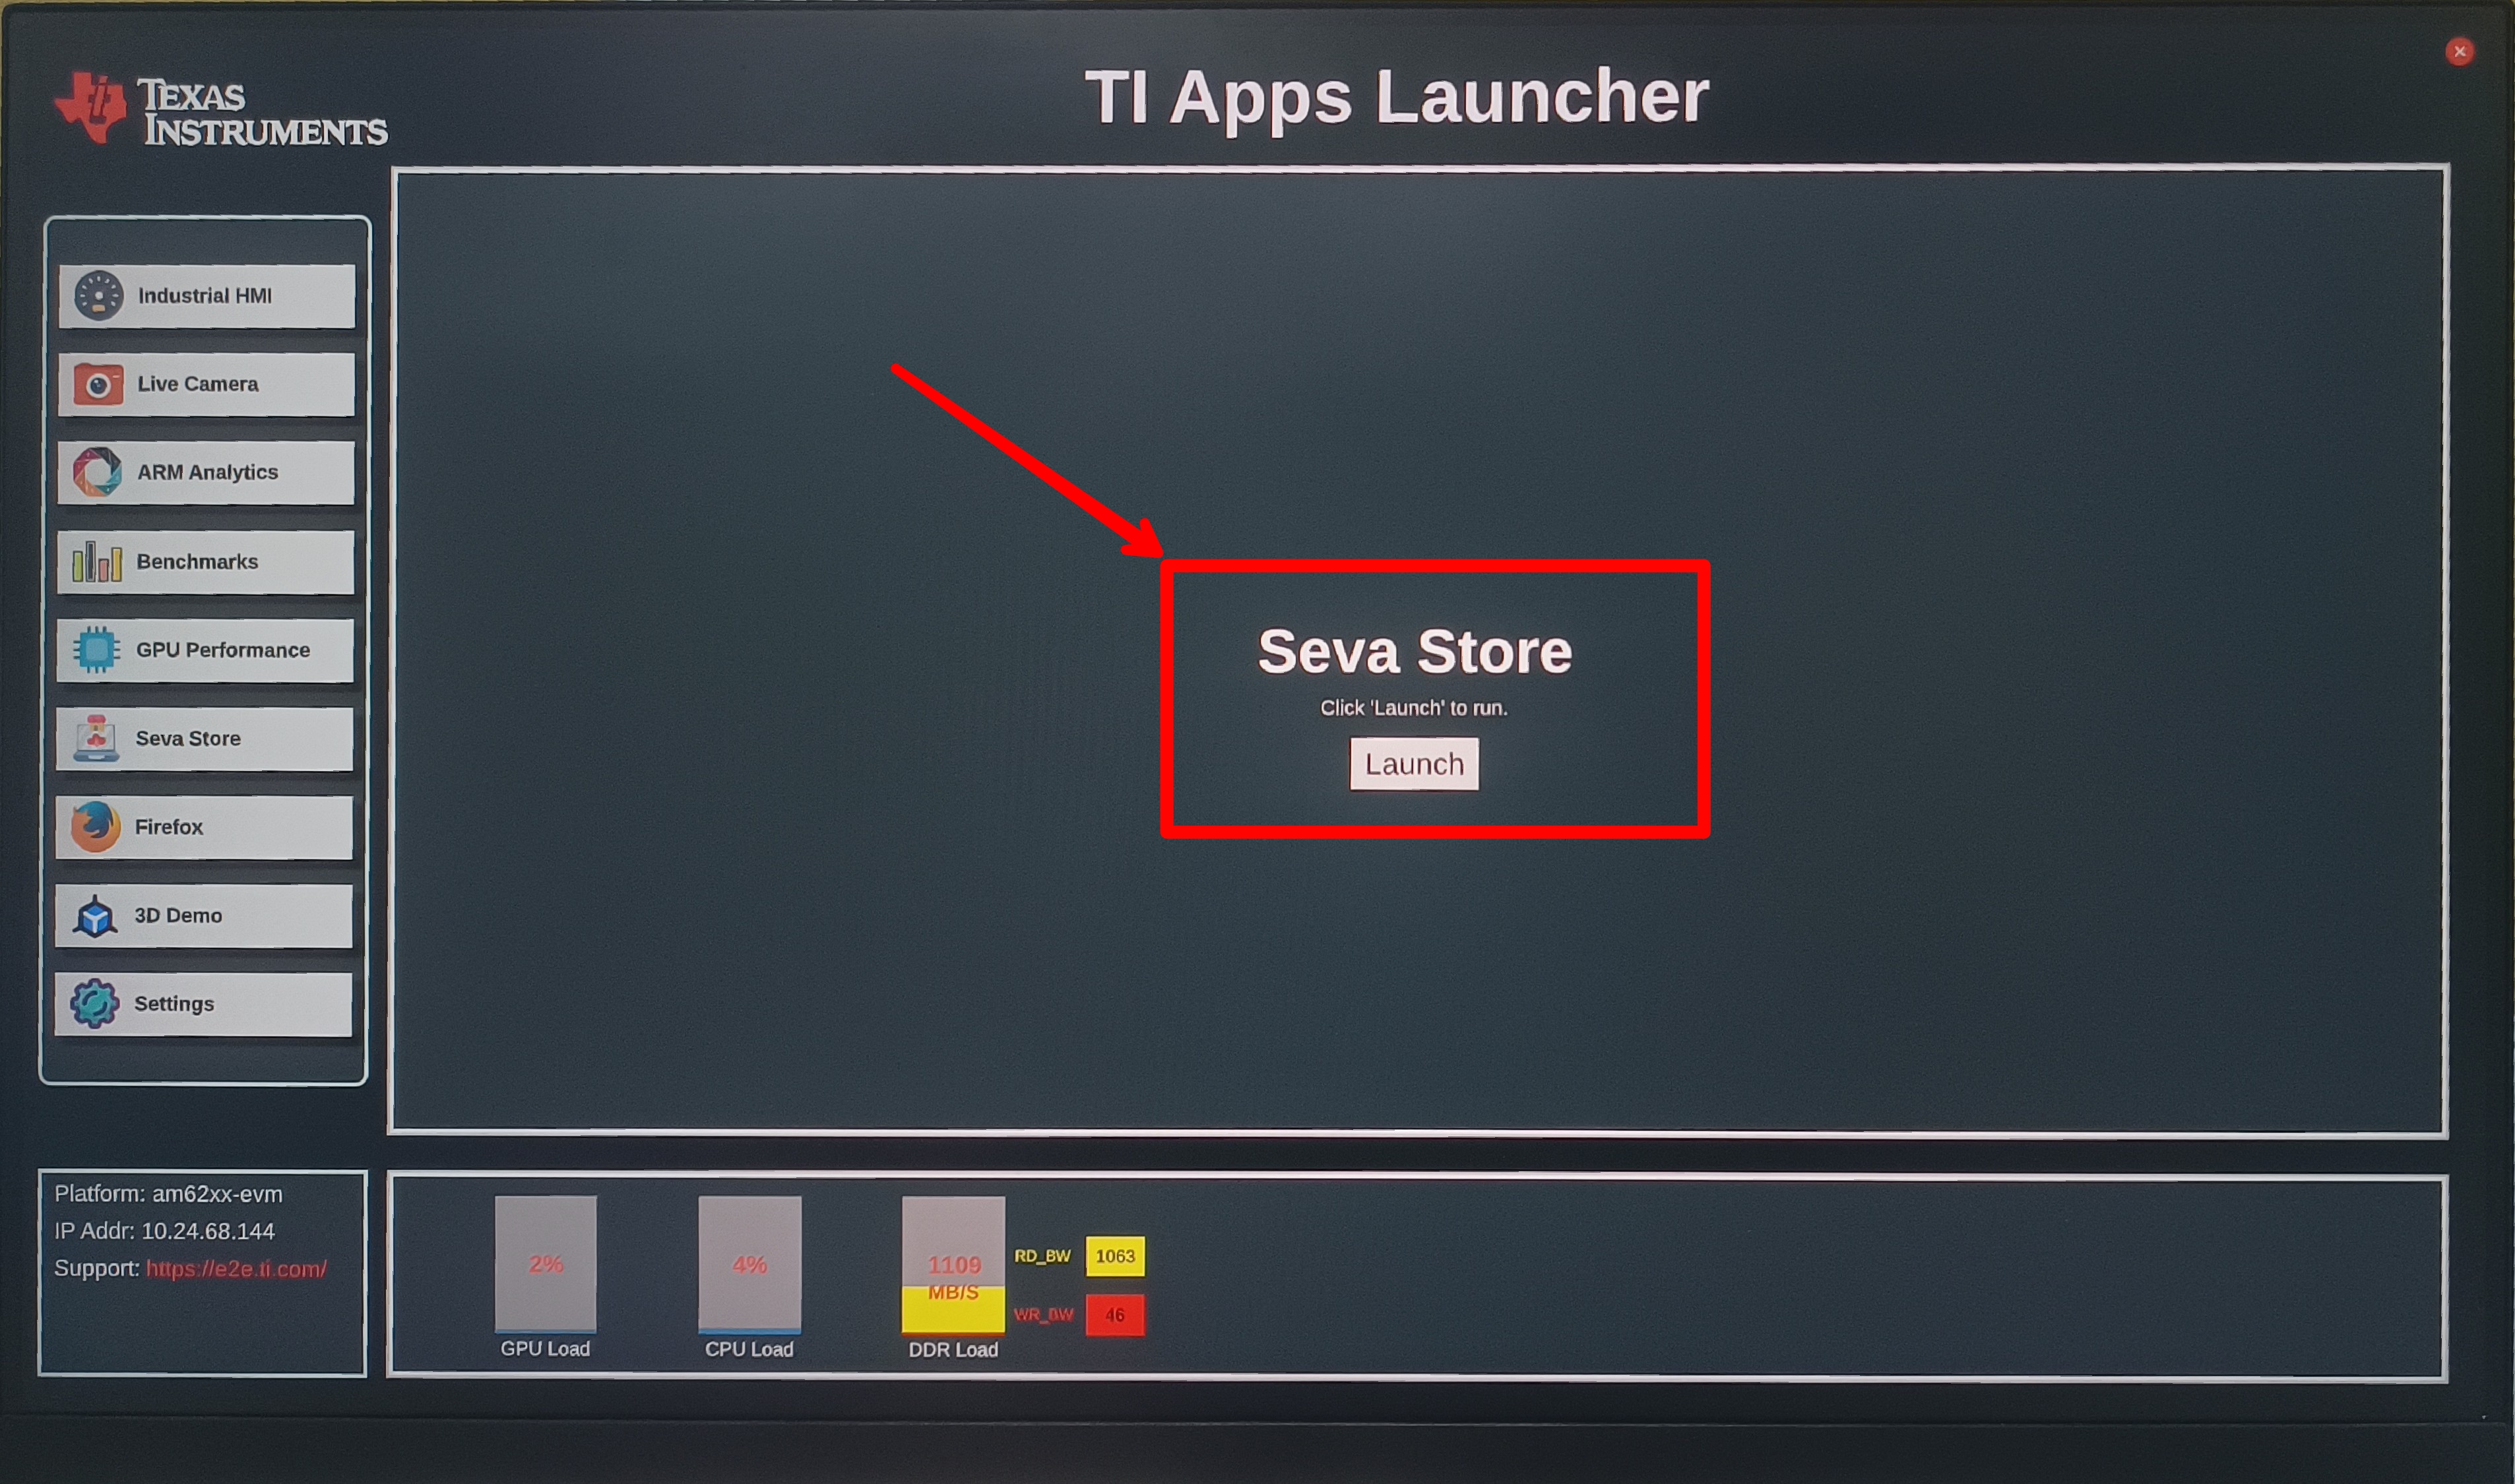 TEXAS
INSTRUMENTS
TI Apps Launcher
Industrial HMI
Live Camera
ARM Analytics
Benchmarks
GPU Performance
Seva Store
Firefox
3D Demo
Settings
Seva Store
Click 'Launch' to run.
Launch
Platform: am62xx-evm
IP Addr: 10.24.68.144
Support: https://e2e.ti.com/
2%
GPU Load
4%
CPU Load
1109
MB/S
DDR Load
RD_BW 1063
WR_BW 46